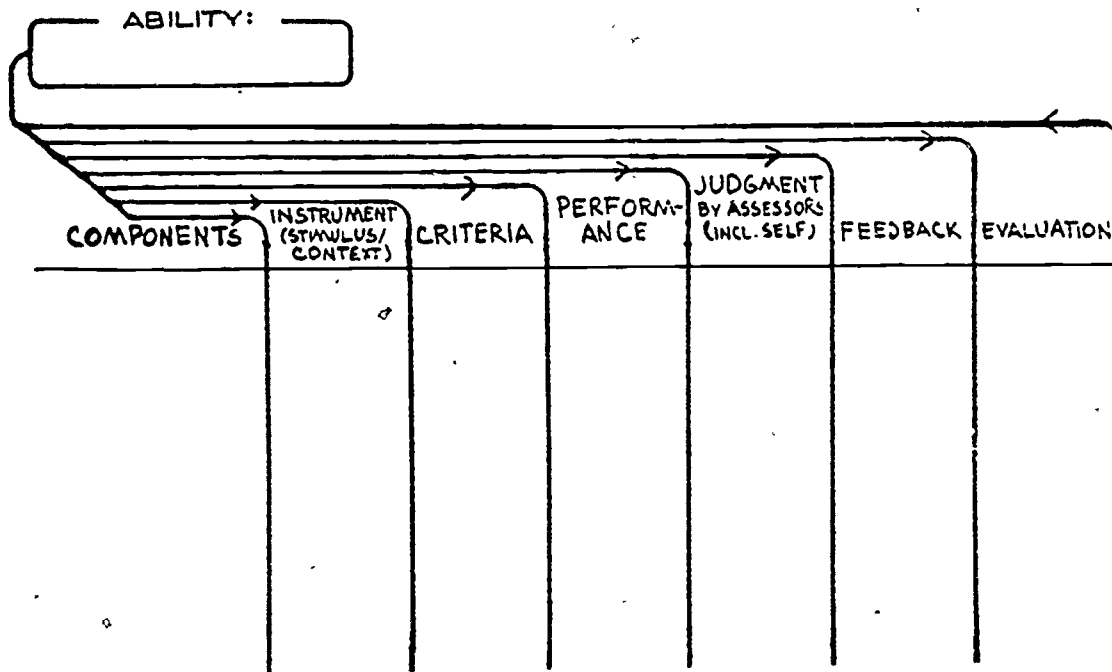 ABILITY:
COMPONENTS
INSTRUMENT
(STIMULUS/
CONTEXT)
CRITERIA
PERFORM-
ANCE
JUDGMENT
BY ASSESSORS
(INCL. SELF)
FEEDBACK
EVALUATION